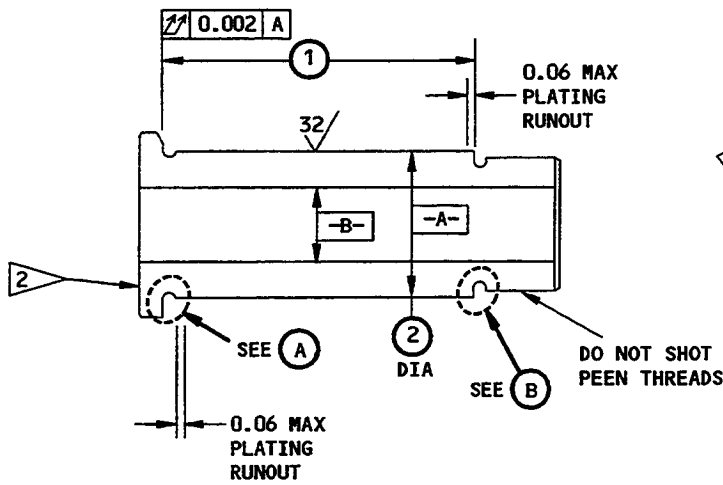 0.002 A
1
0.06 MAX
PLATING
RUNOUT
32
-B-
-A-
2
SEE A
2
DIA
SEE B
DO NOT SHOT
PEEN THREADS
0.06 MAX
PLATING
RUNOUT